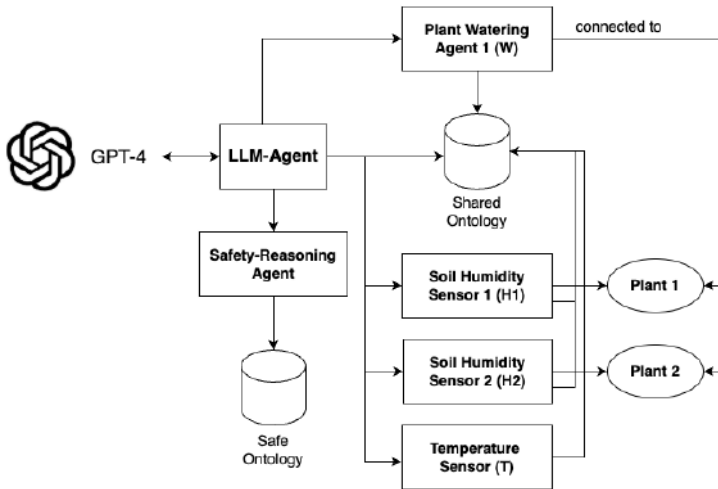 Plant Watering
Agent 1 (W)
connected to
GPT-4
LLM-Agent
Shared
Ontology
Safety-Reasoning
Agent
Soil Humidity
Sensor 1 (H1)
Plant 1
Soil Humidity
Sensor 2 (H2)
Plant 2
Safe
Ontology
Temperature
Sensor (T)